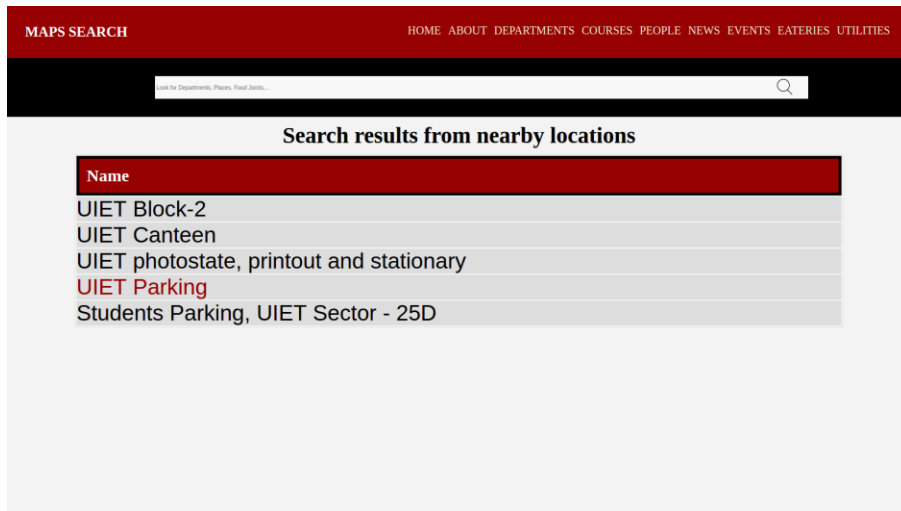 MAPS SEARCH
HOME ABOUT DEPARTMENTS COURSES PEOPLE NEWS EVENTS EATERIES UTILITIES
Look for Departments, Places, Food Joints,...
Search results from nearby locations
Name
UIET Block-2
UIET Canteen
UIET photostate, printout and stationary
UIET Parking
Students Parking, UIET Sector - 25D